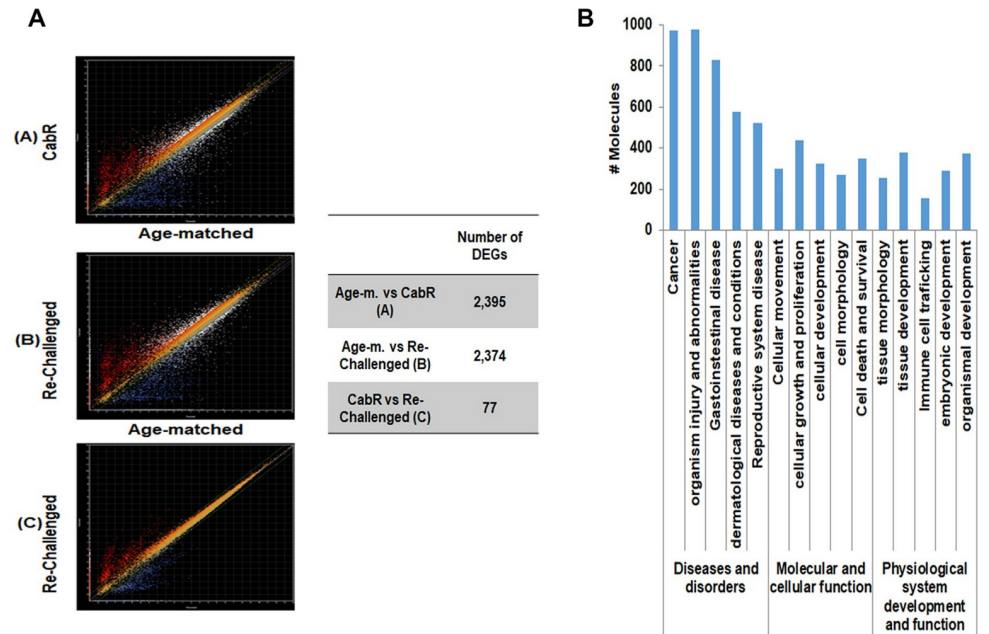 A
(A)
CabR
Age-matched
(B)
Re-Challenged
Age-matched
(C)
Re-Challenged
Number of
DEGs
Age-m. vs CabR
(A)
2,395
Age-m. vs Re-
Challenged (B)
2,374
CabR vs Re-
Challenged (C)
77
B
# Molecules
1000
800
600
400
200
0
Cancer
organism injury and abnormalities
Gastoointestinal disease
dermatological diseases and conditions
Reproductive system disease
Cellular movement
cellular growth and proliferation
cellular development
cell morphology
Cell death and survival
tissue morphology
tissue development
Immune cell traficking
embryonic development
organismal development
Diseases and
disorders
Molecular and
cellular function
Physiological
system
development
and function